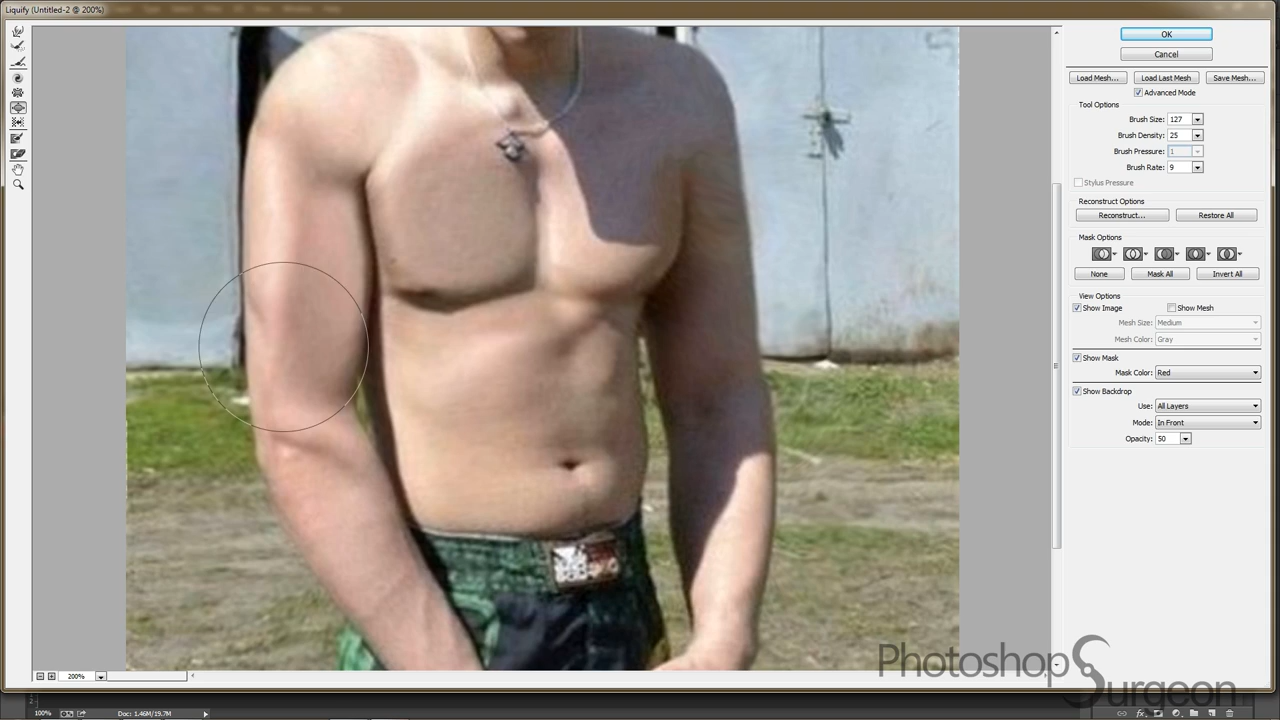 Liquify (Untitled-2 @ 200%)
OK
Cancel
Load Mesh...
Load Last Mesh
Save Mesh...
Advanced Mode
Tool Options
Brush Size: 127
Brush Density: 25
Brush Pressure: 1
Brush Rate: 9
Stylus Pressure
Reconstruct Options
Reconstruct...
Restore All
Mask Options
None
Mask All
Invert All
View Options
Show Image
Show Mesh
Mesh Size: Medium
Mesh Color: Gray
Show Mask
Mask Color: Red
Show Backdrop
Use: All Layers
Mode: In Front
Opacity: 50
Photoshop
Surgeon
200%
100%
Doc: 1.46M/19.7M